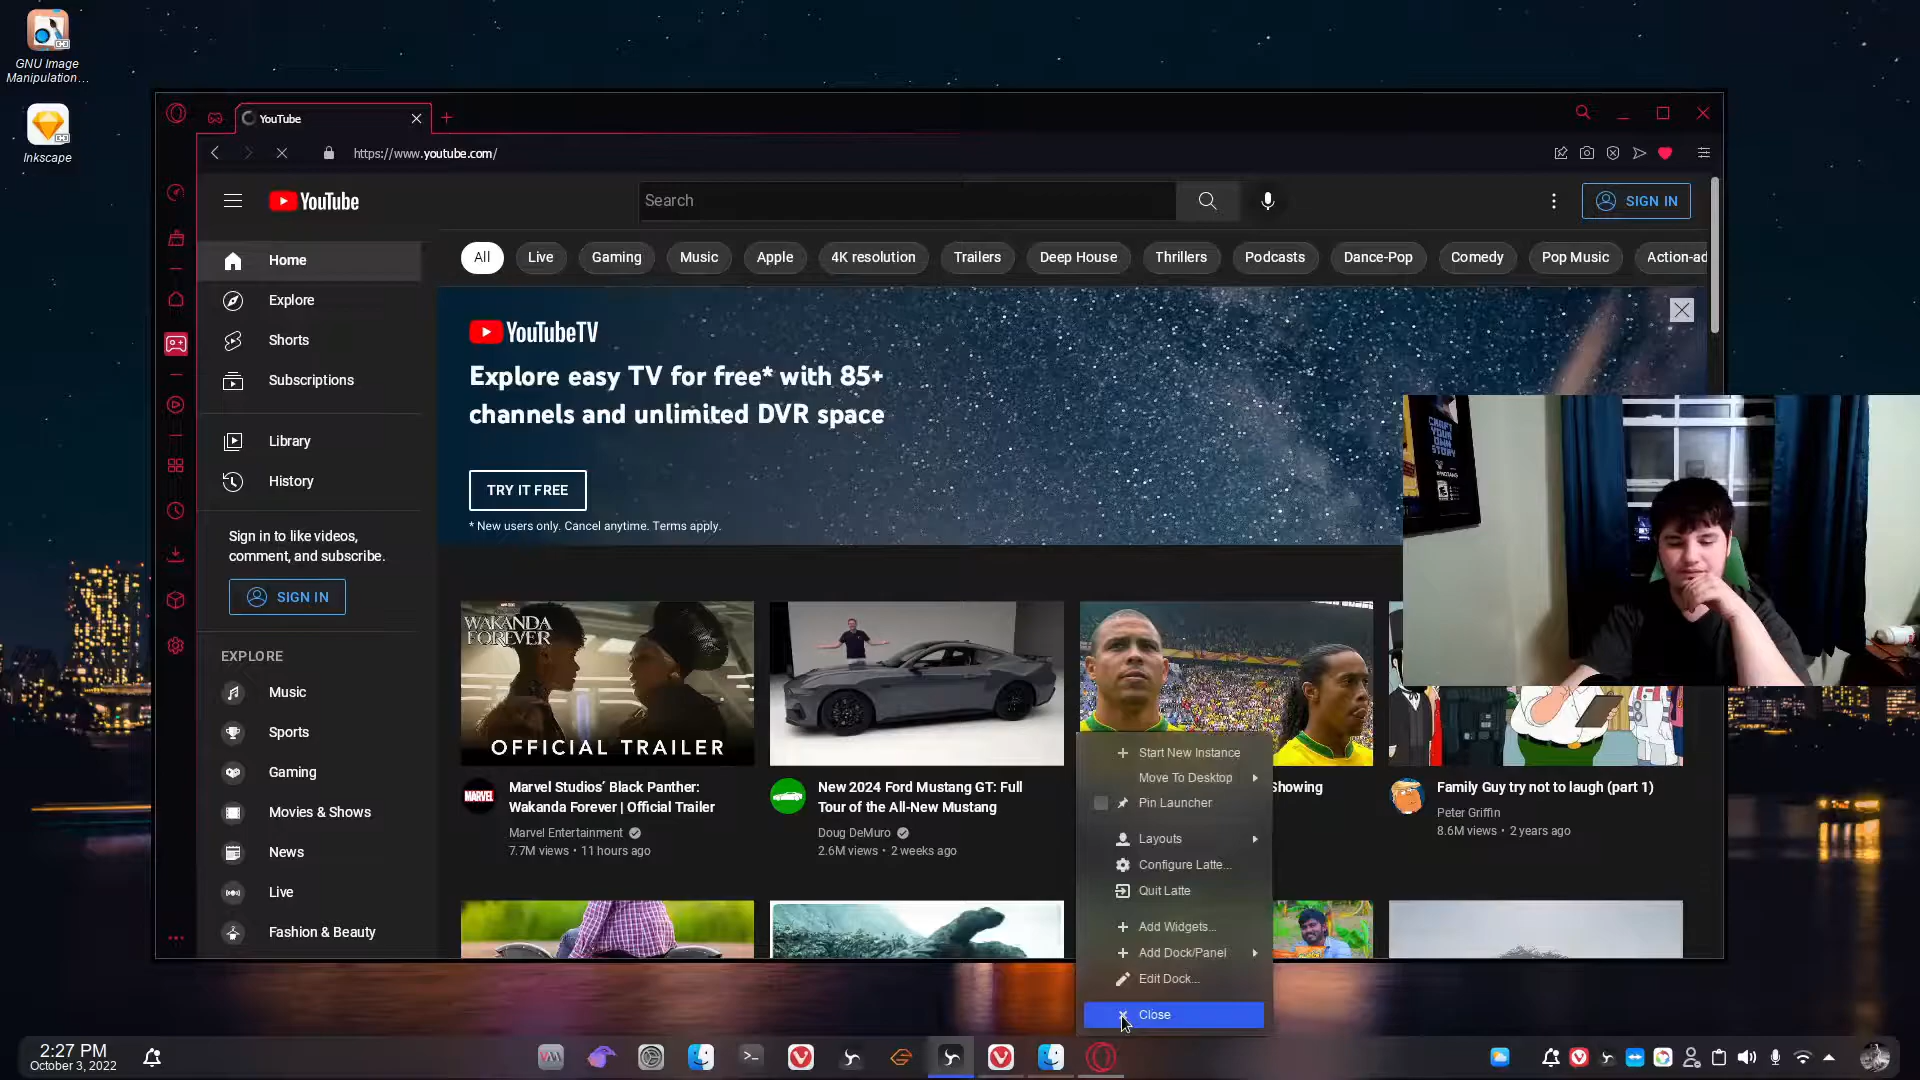 GNU Image
Manipulation…
Inkscape
YouTube
https://www.youtube.com/
YouTube
Search
SIGN IN
Home
Explore
Shorts
Subscriptions
Library
History
Sign in to like videos,
comment, and subscribe.
SIGN IN
EXPLORE
Music
Sports
Gaming
Movies & Shows
News
Live
Fashion & Beauty
All
Live
Gaming
Music
Apple
4K resolution
Trailers
Deep House
Thrillers
Podcasts
Dance-Pop
Comedy
Pop Music
Action-ad
YouTubeTV
Explore easy TV for free* with 85+
channels and unlimited DVR space
TRY IT FREE
* New users only. Cancel anytime. Terms apply.
CRAFT
YOUR
OWN
STORY
WAKANDA
FOREVER
OFFICIAL TRAILER
MARVEL
Marvel Studios’ Black Panther:
Wakanda Forever | Official Trailer
Marvel Entertainment
7.7M views • 11 hours ago
New 2024 Ford Mustang GT: Full
Tour of the All-New Mustang
Doug DeMuro
2.6M views • 2 weeks ago
Showing
Family Guy try not to laugh (part 1)
Peter Griffin
8.6M views • 2 years ago
Start New Instance
Move To Desktop
Pin Launcher
Layouts
Configure Latte...
Quit Latte
Add Widgets...
Add Dock/Panel
Edit Dock...
Close
2:27 PM
October 3, 2022